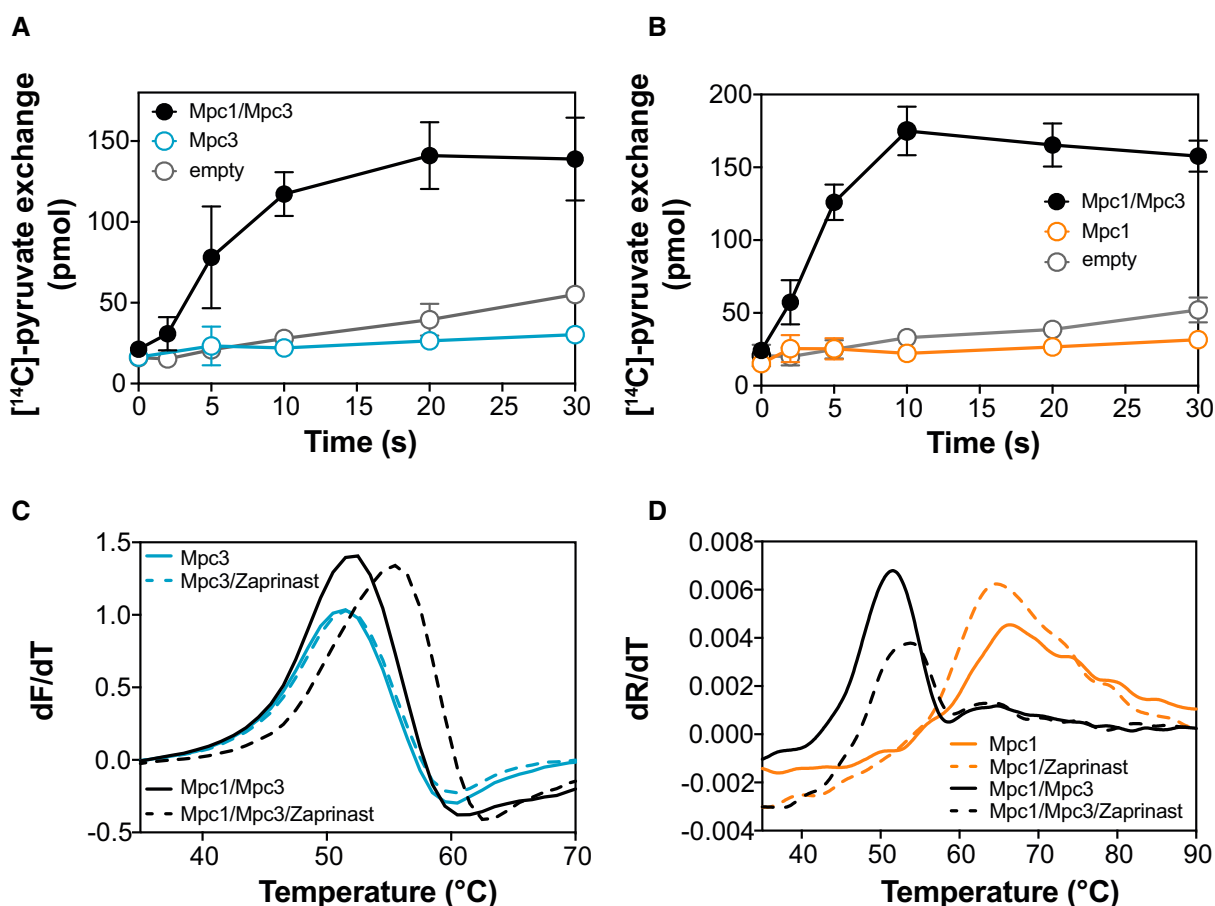 A
[¹⁴C]-pyruvate exchange
(pmol)
150
100
50
0
Mpc1/Mpc3
Mpc3
empty
0 5 10 20 30
Time (s)
B
[¹⁴C]-pyruvate exchange
(pmol)
200
150
100
50
0
Mpc1/Mpc3
Mpc1
empty
0 5 10 20 30
Time (s)
C
dF/dT
1.5
1.0
0.5
0.0
-0.5
Mpc3
Mpc3/Zaprinast
Mpc1/Mpc3
Mpc1/Mpc3/Zaprinast
40 50 60 70
Temperature (°C)
D
dR/dT
0.008
0.006
0.004
0.002
0.000
-0.002
-0.004
Mpc1
Mpc1/Zaprinast
Mpc1/Mpc3
Mpc1/Mpc3/Zaprinast
40 50 60 70 80 90
Temperature (°C)